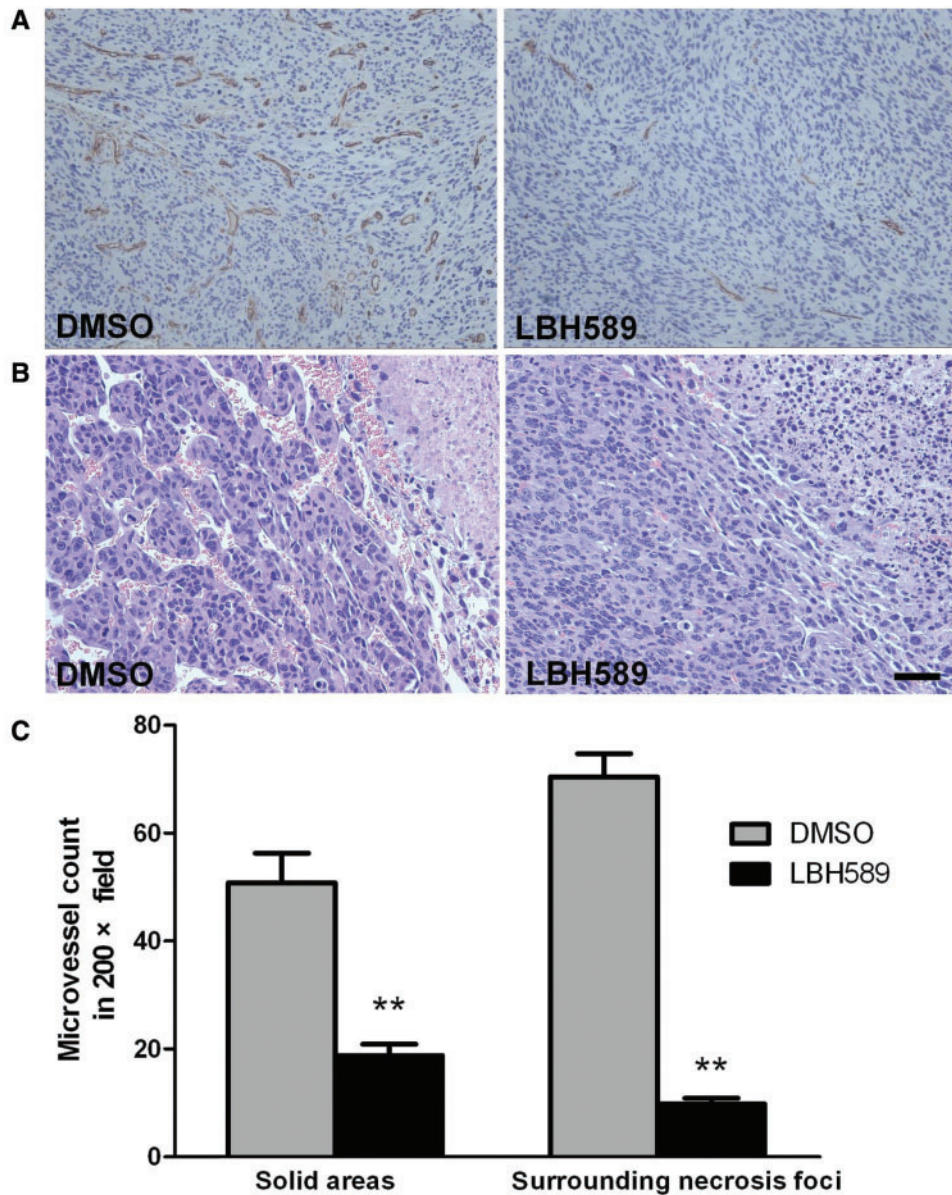 A
DMSO
LBH589
B
DMSO
LBH589
C
Microvessel count
in 200 × field
80
60
40
20
0
**
**
DMSO
LBH589
Solid areas
Surrounding necrosis foci